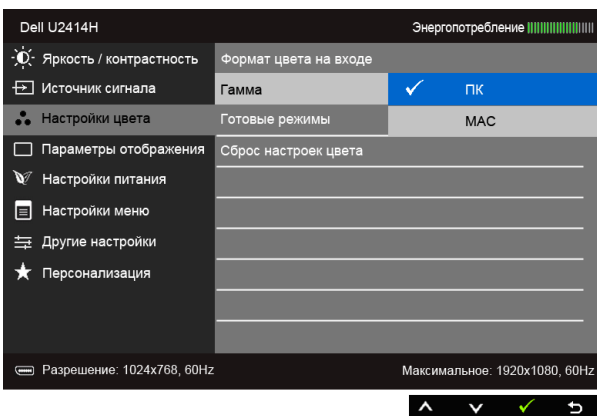 Dell U2414H
Энергопотребление
Яркость / контрастность
Формат цвета на входе
Источник сигнала
Гамма
ПК
Настройки цвета
Готовые режимы
MAC
Параметры отображения
Сброс настроек цвета
Настройки питания
Настройки меню
Другие настройки
Персонализация
Разрешение: 1024x768, 60Hz
Максимальное: 1920x1080, 60Hz